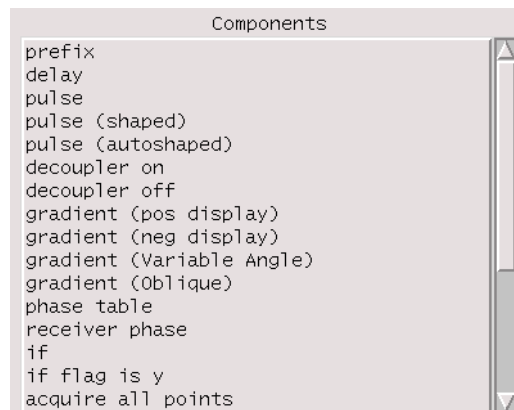 Components
prefix
delay
pulse
pulse (shaped)
pulse (autoshaped)
decoupler on
decoupler off
gradient (pos display)
gradient (neg display)
gradient (Variable Angle)
gradient (Oblique)
phase table
receiver phase
if
if flag is y
acquire all points